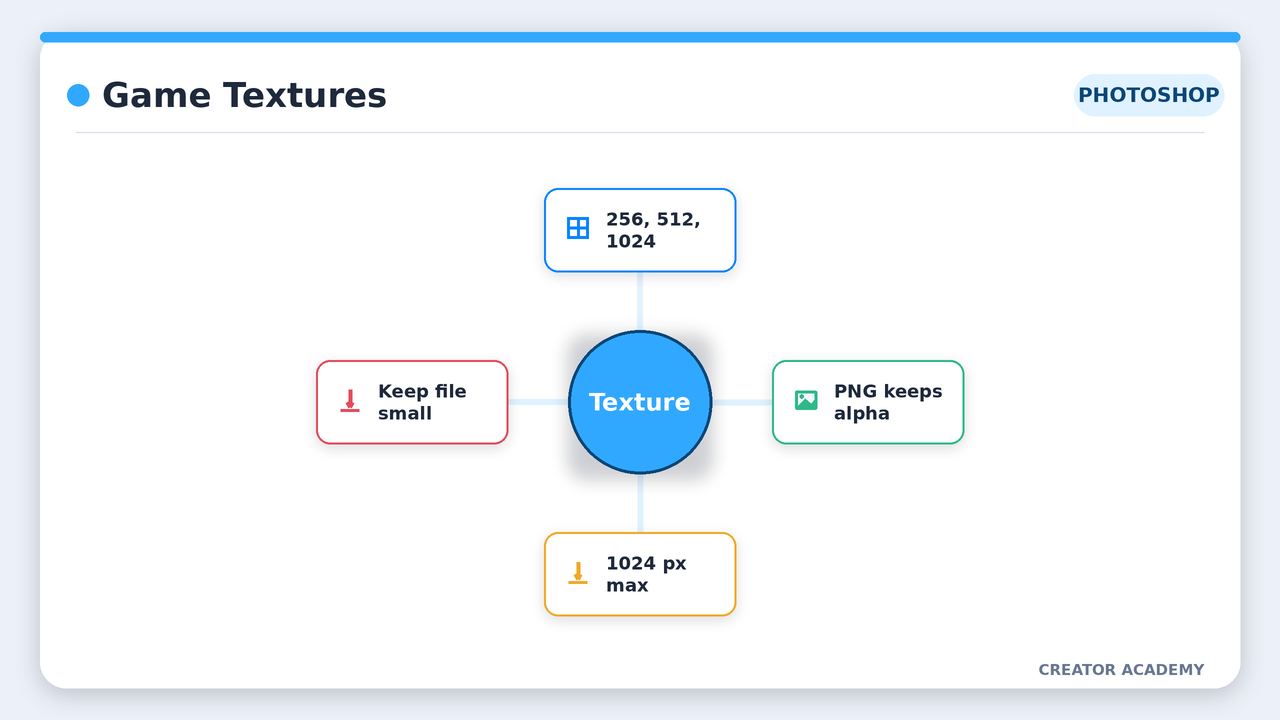 Game Textures
PHOTOSHOP
256, 512,
1024
Keep file
small
Texture
PNG keeps
alpha
1024 px
max
CREATOR ACADEMY